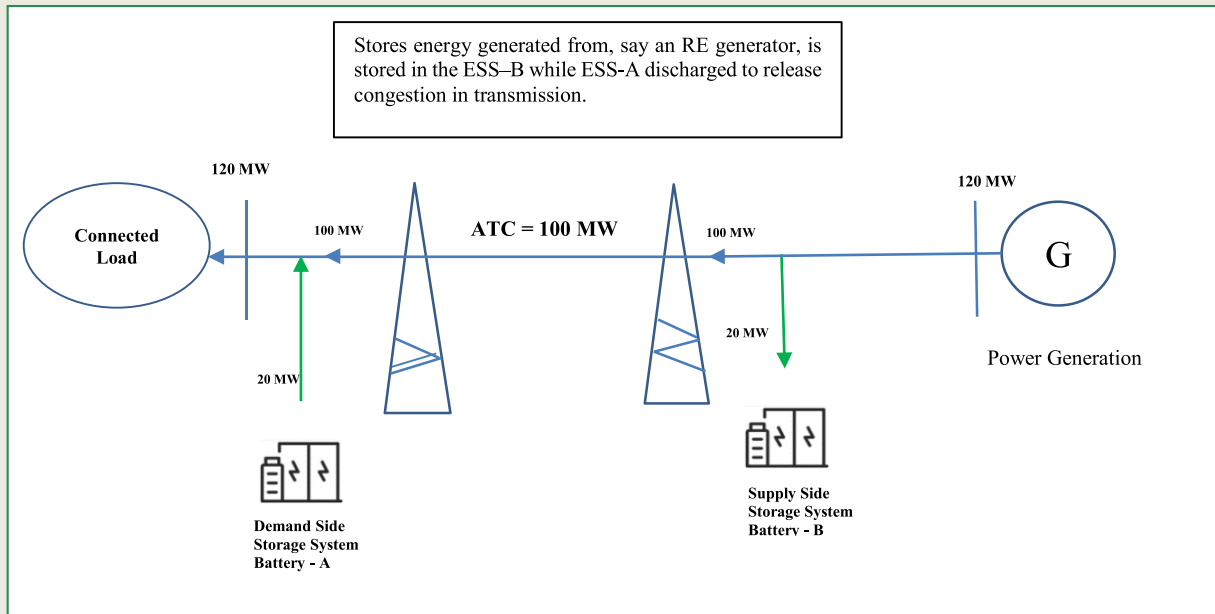 Stores energy generated from, say an RE generator, is
stored in the ESS–B while ESS-A discharged to release
congestion in transmission.
120 MW
120 MW
Connected
Load
100 MW
ATC = 100 MW
100 MW
G
20 MW
Power Generation
20 MW
Supply Side
Storage System
Battery - B
Demand Side
Storage System
Battery - A